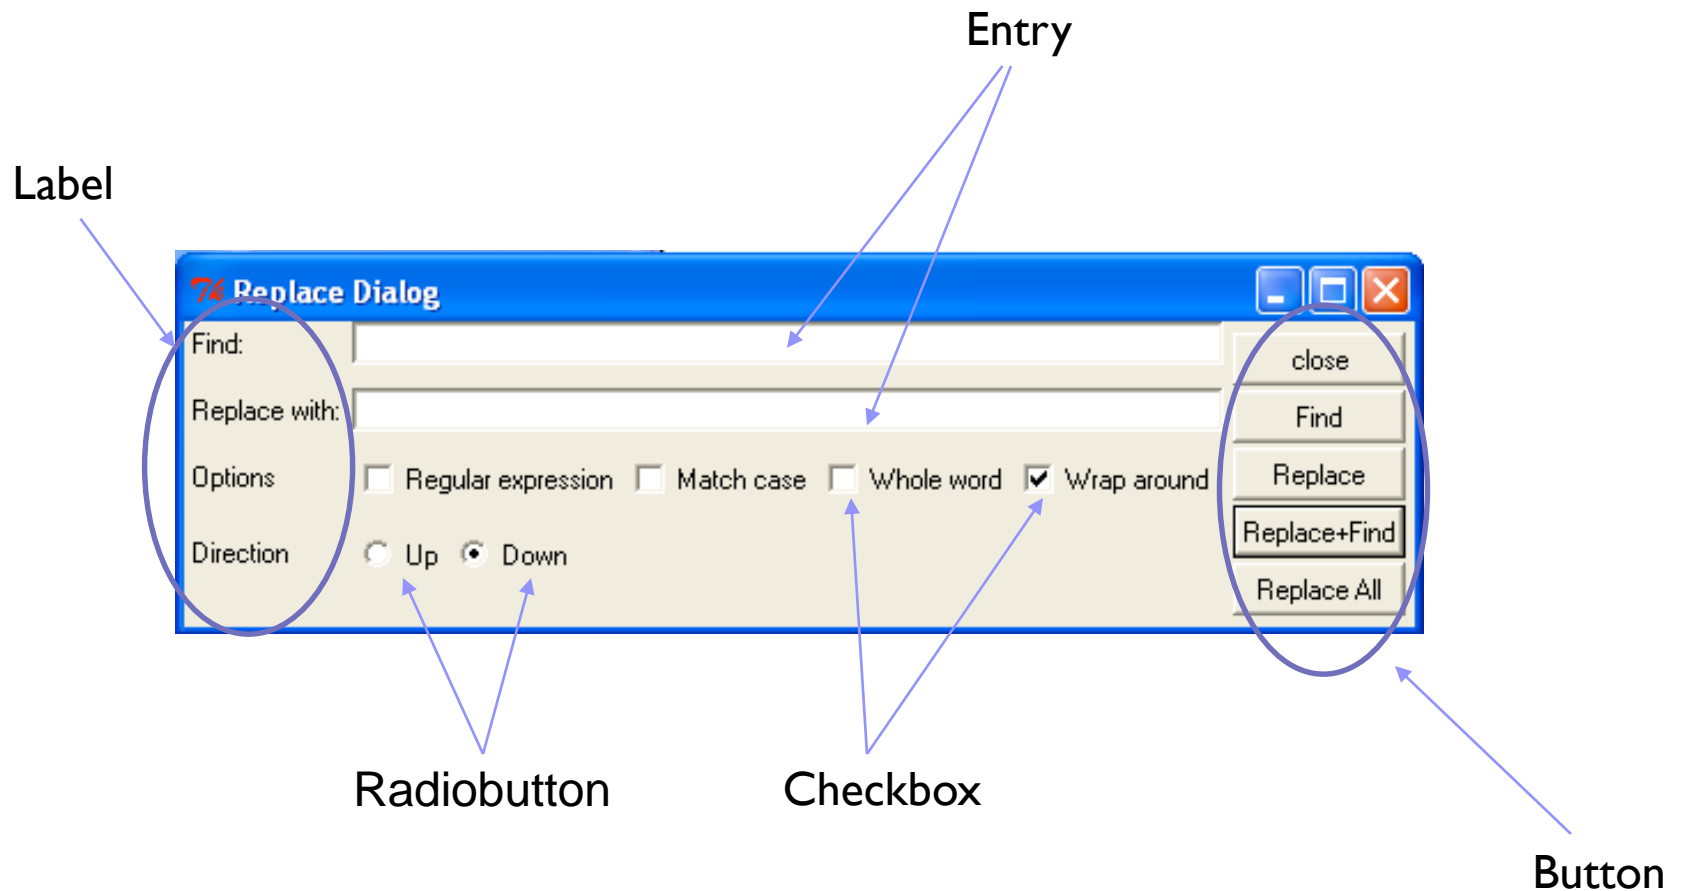 Entry
Label
7k Replace Dialog
Find:
close
Replace with:
Find
Options Regular expression Match case Whole word Wrap around
Replace
Replace+Find
Direction Up Down
Replace All
Radiobutton
Checkbox
Button